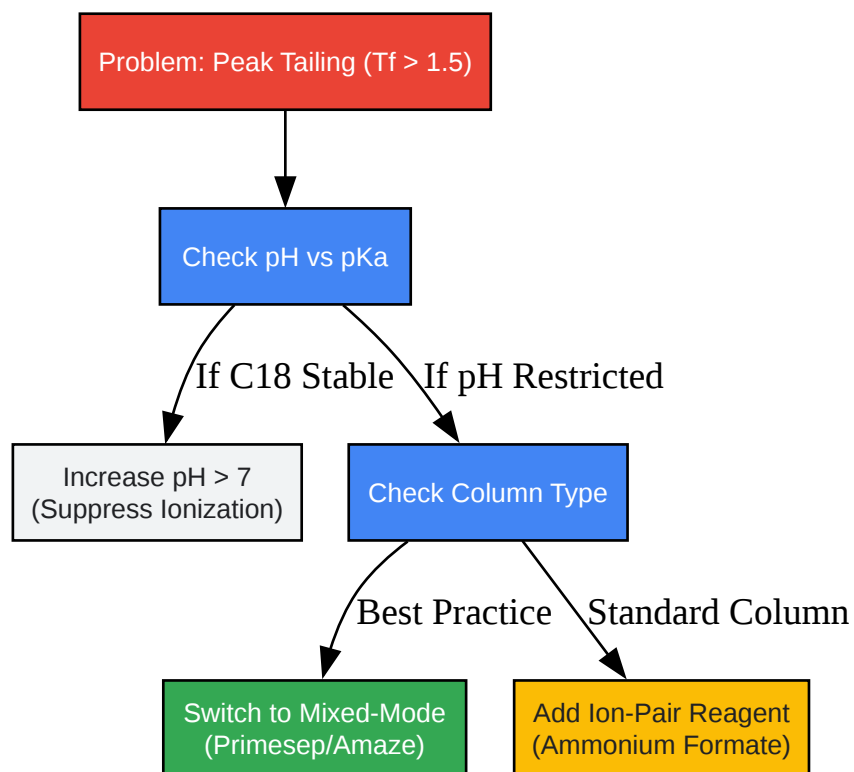 Problem: Peak Tailing (Tf > 1.5)
Check pH vs pKa
If C18 Stable
If pH Restricted
Increase pH > 7
(Suppress Ionization)
Check Column Type
Best Practice
Standard Column
Switch to Mixed-Mode
(Primesep/Amaze)
Add Ion-Pair Reagent
(Ammonium Formate)